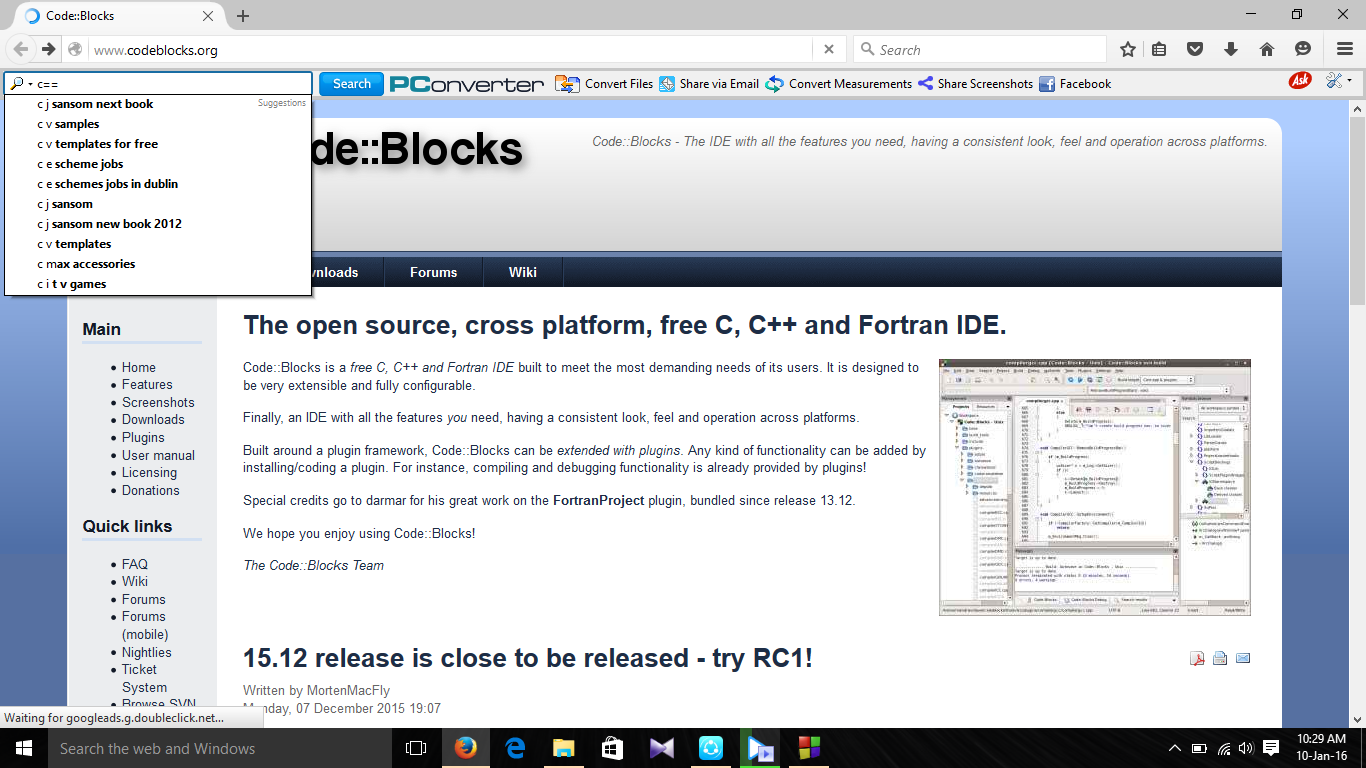 Code::Blocks
www.codeblocks.org
Search
c==
Search
PConverter
Convert Files
Share via Email
Convert Measurements
Share Screenshots
Facebook
Ask
c j sansom next book
Suggestions
c v samples
c v templates for free
c e scheme jobs
c e schemes jobs in dublin
c j sansom
c j sansom new book 2012
c v templates
c max accessories
c i t v games
de::Blocks
Code::Blocks - The IDE with all the features you need, having a consistent look, feel and operation across platforms.
nloads
Forums
Wiki
Main
Home
Features
Screenshots
Downloads
Plugins
User manual
Licensing
Donations
Quick links
FAQ
Wiki
Forums
Forums
(mobile)
Nightlies
Ticket
System
Browse SVN
The open source, cross platform, free C, C++ and Fortran IDE.
Code::Blocks is a free C, C++ and Fortran IDE built to meet the most demanding needs of its users. It is designed to
be very extensible and fully configurable.
Finally, an IDE with all the features you need, having a consistent look, feel and operation across platforms.
Built around a plugin framework, Code::Blocks can be extended with plugins. Any kind of functionality can be added by
installing/coding a plugin. For instance, compiling and debugging functionality is already provided by plugins!
Special credits go to darmar for his great work on the FortranProject plugin, bundled since release 13.12.
We hope you enjoy using Code::Blocks!
The Code::Blocks Team
15.12 release is close to be released - try RC1!
Written by MortenMacFly
Monday, 07 December 2015 19:07
Waiting for googleads.g.doubleclick.net...
Search the web and Windows
10:29 AM
10-Jan-16